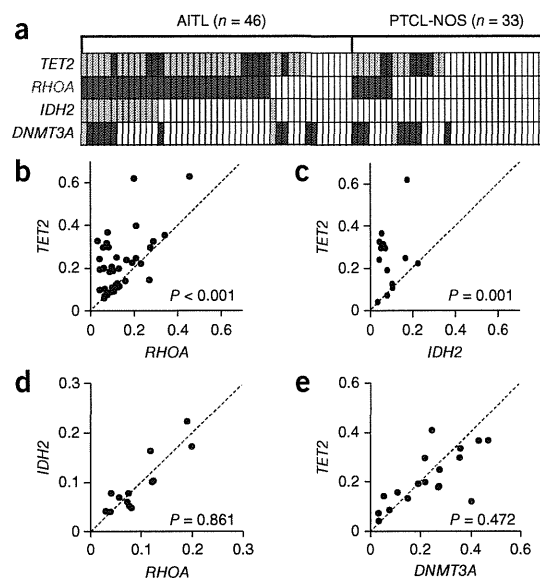 a AITL (n = 46) PTCL-NOS (n = 33)
TET2
RHOA
IDH2
DNMT3A
b
TET2
0.6
0.4
0.2
0
0 0.2 0.4 0.6
RHOA
P < 0.001
c
TET2
0.6
0.4
0.2
0
0 0.2 0.4 0.6
IDH2
P = 0.001
d
IDH2
0.3
0.2
0.1
0
0 0.1 0.2 0.3
RHOA
P = 0.861
e
TET2
0.6
0.4
0.2
0
0 0.2 0.4 0.6
DNMT3A
P = 0.472